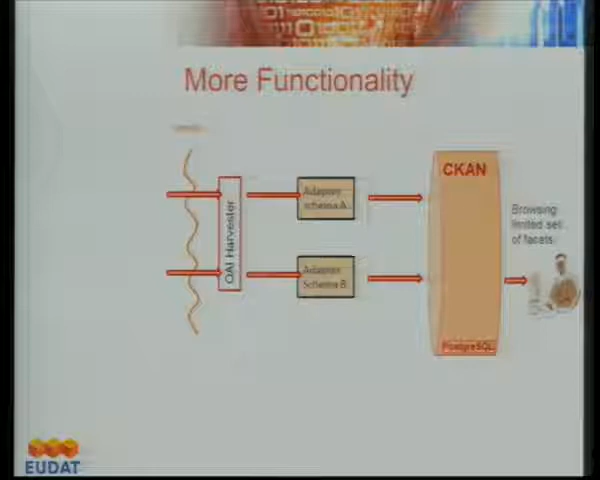 More Functionality
OAI Harvester
Adaptor
Schema A
Adaptor
Schema B
CKAN
PostgreSQL
Browsing
limited set
of facets
EUDAT